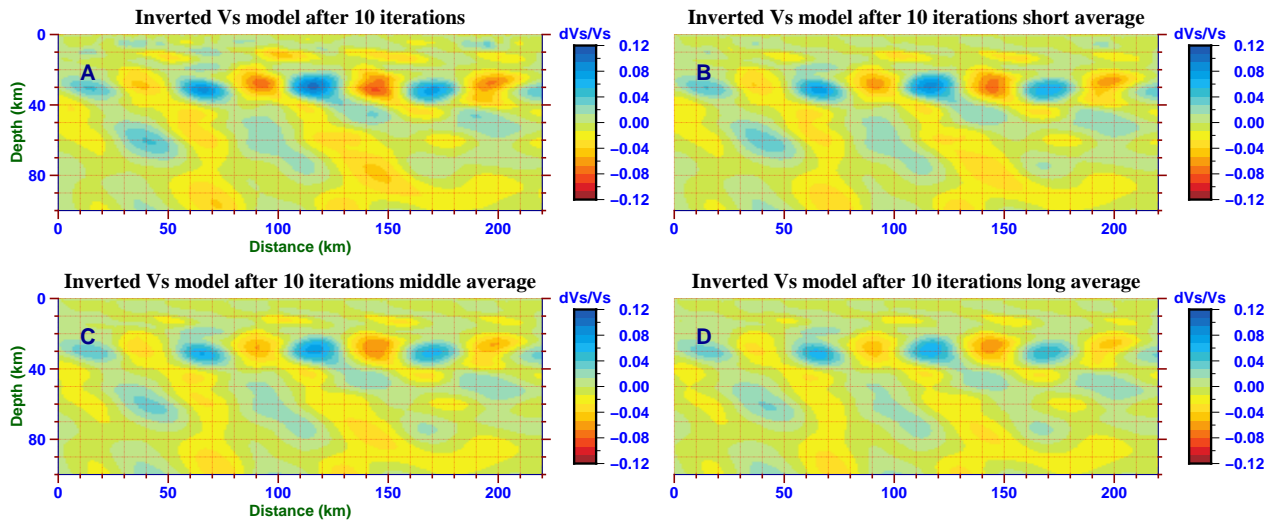 Inverted Vs model after 10 iterations
dVs/Vs
0
40
80
Depth (km)
A
0.12
0.08
0.04
0.00
−0.04
−0.08
−0.12
0 50 100 150 200
Distance (km)
Inverted Vs model after 10 iterations short average
dVs/Vs
B
0.12
0.08
0.04
0.00
−0.04
−0.08
−0.12
0 50 100 150 200
Inverted Vs model after 10 iterations middle average
dVs/Vs
0
40
80
Depth (km)
C
0.12
0.08
0.04
0.00
−0.04
−0.08
−0.12
0 50 100 150 200
Distance (km)
Inverted Vs model after 10 iterations long average
dVs/Vs
D
0.12
0.08
0.04
0.00
−0.04
−0.08
−0.12
0 50 100 150 200